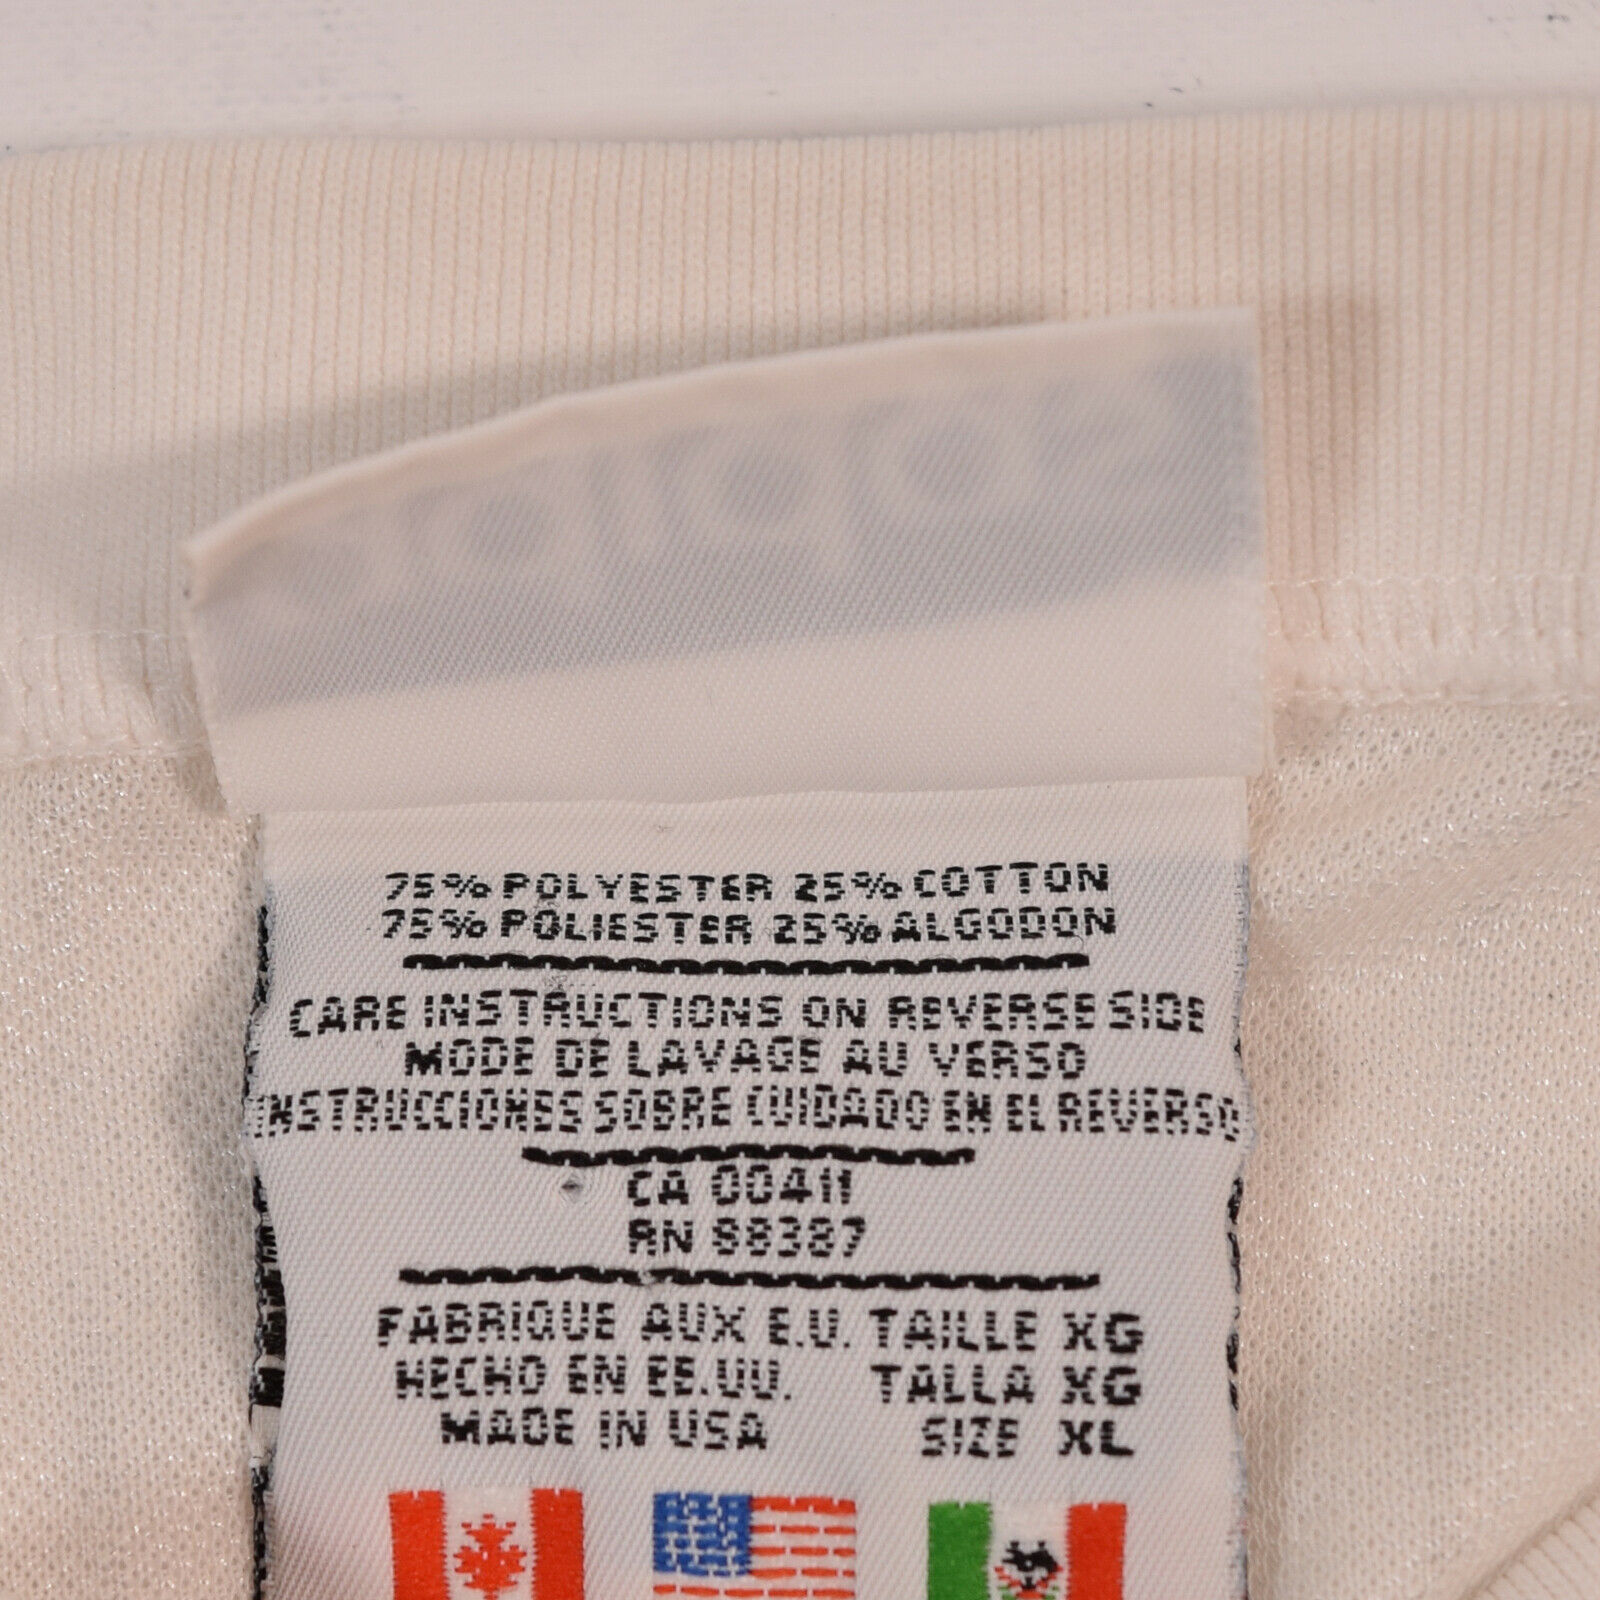 75% POLYESTER 25% COTTON
75% POLIESTER 25% ALGODON
CARE INSTRUCTIONS ON REVERSE SIDE
MODE DE LAVAGE AU VERSO
INSTRUCCIONES SOBRE CUIDADO EN EL REVERSO
CA 00411
RN 88387
FABRIQUE AUX E.U. TAILLE XG
HECHO EN EE.UU. TALLA XG
MADE IN USA SIZE XL